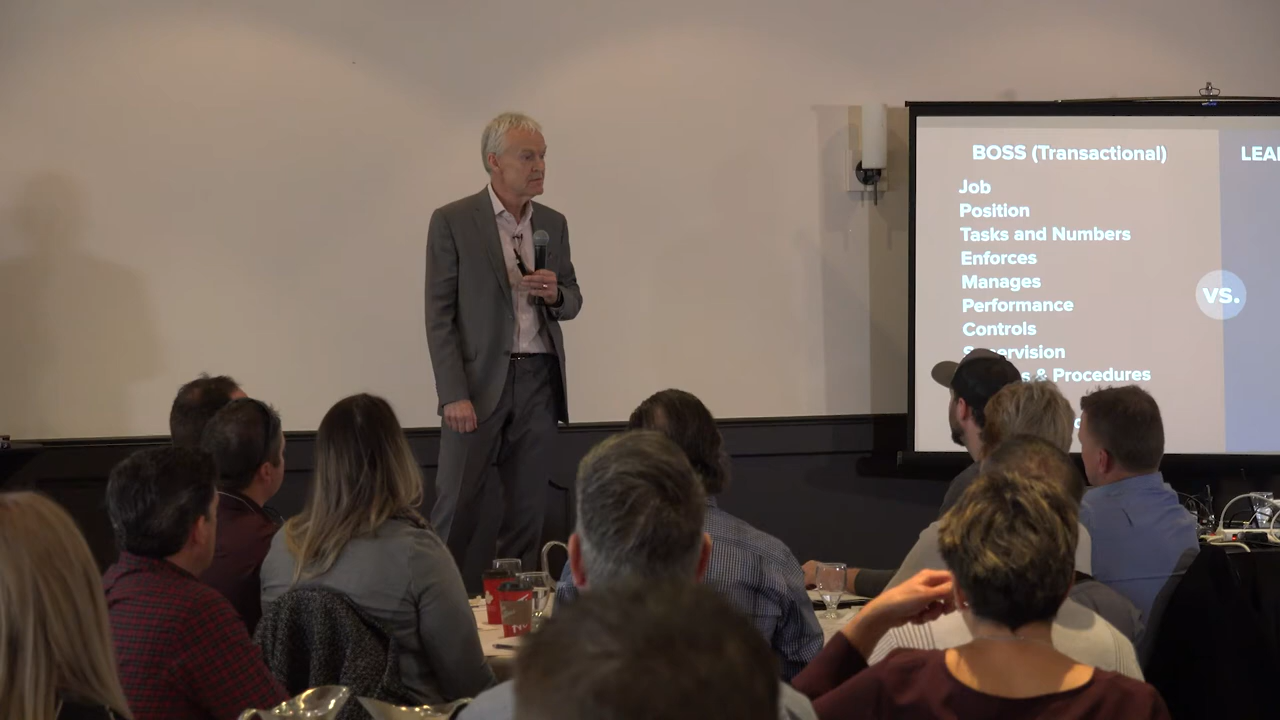 BOSS (Transactional)
Job
Position
Tasks and Numbers
Enforces
Manages
Performance
Controls
& Procedures
vs.